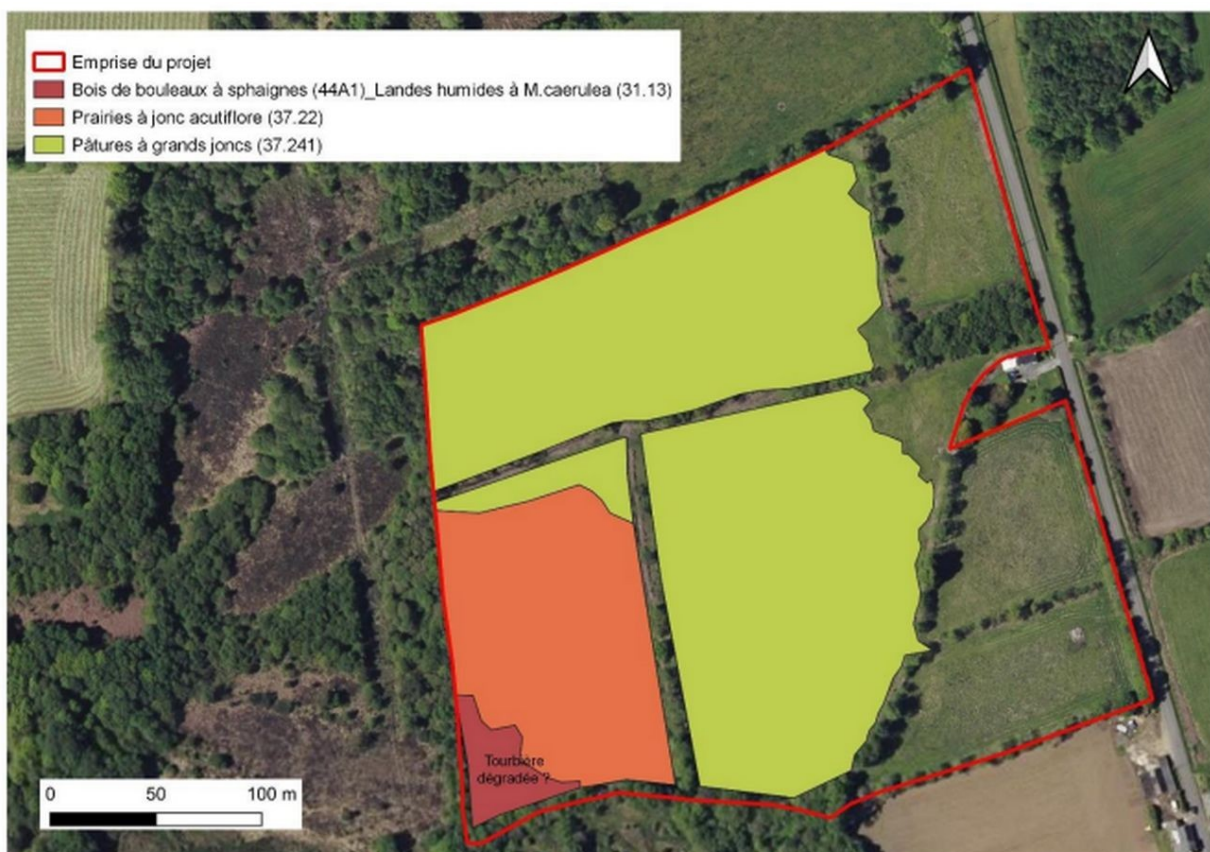 Emprise du projet
Bois de bouleaux à sphaignes (44A1)_Landes humides à M.caerulea (31.13)
Prairies à jonc acutiflore (37.22)
Pâtures à grands joncs (37.241)
Tourbière
dégradée ?
0 50 100 m